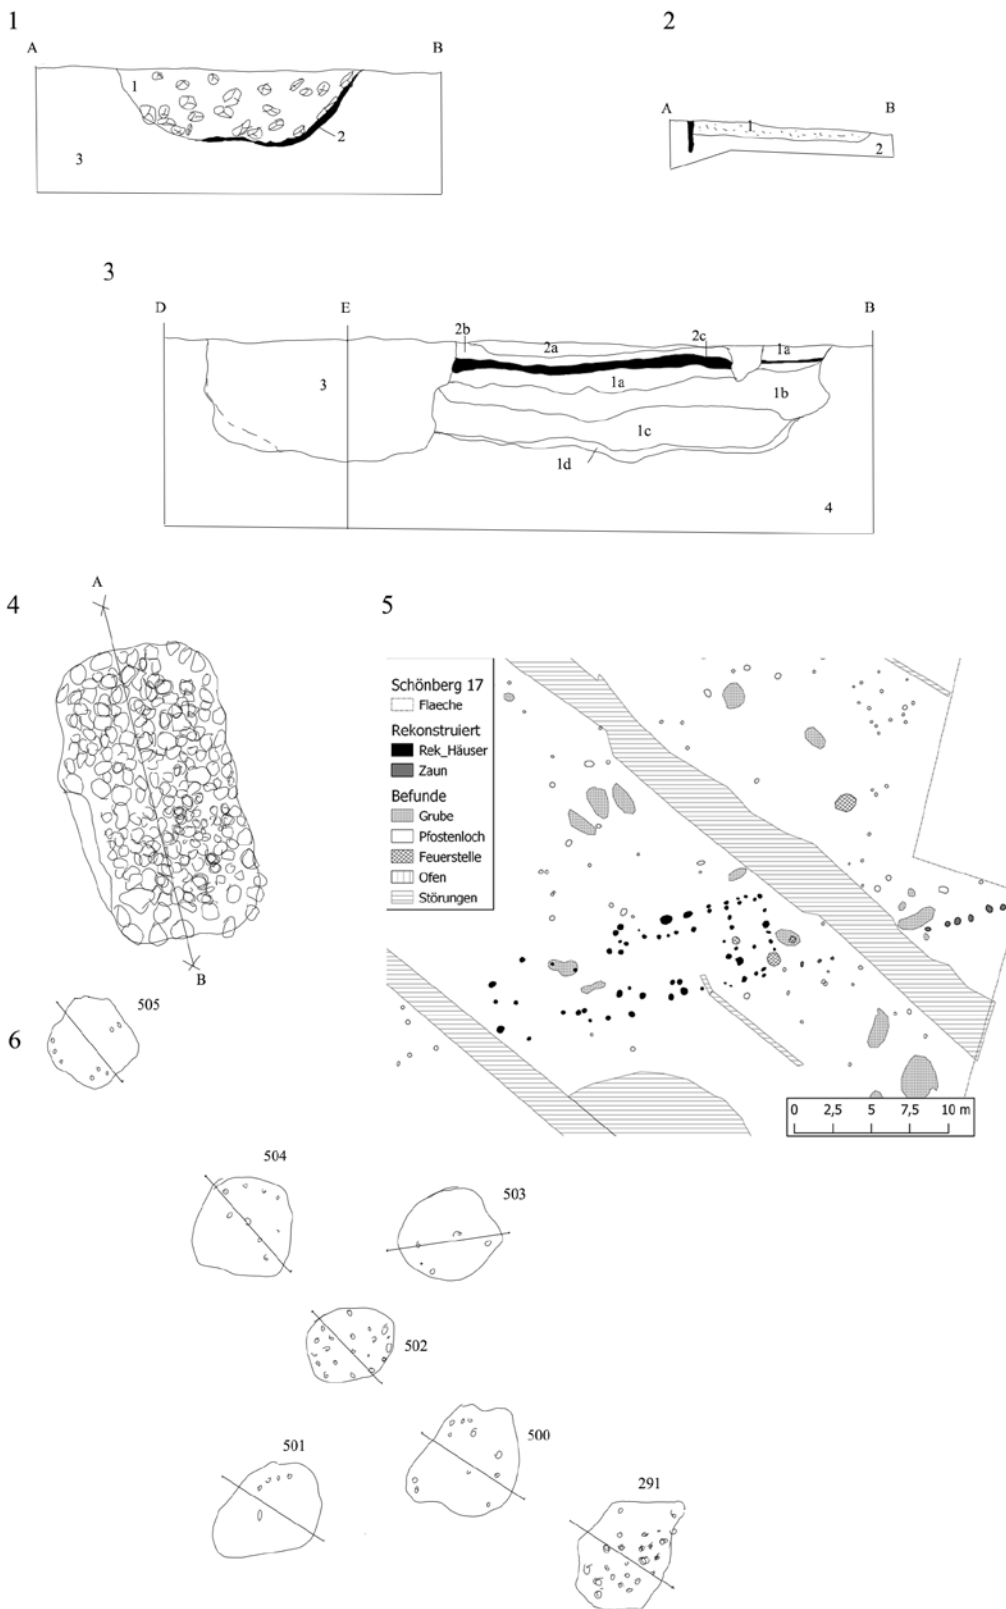 1
A
B
1
2
3
2
A
B
1
2
3
D
E
B
2b
2a
2c
1a
1a
1b
3
1c
1d
4
4
A
B
5
Schönberg 17
Flaeche
Rekonstruiert
Rek_Häuser
Zaun
Befunde
Grube
Pfostenloch
Feuerstelle
Ofen
Störungen
0 2,5 5 7,5 10 m
6
505
504
503
502
501
500
291